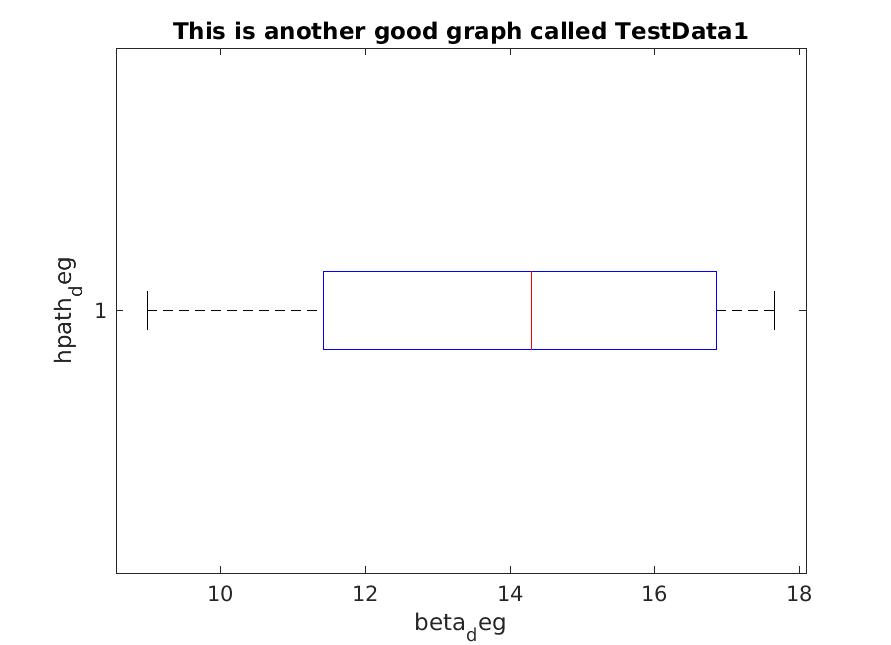 This is another good graph called TestData1
hpath_deg
1
10 12 14 16 18
beta_deg